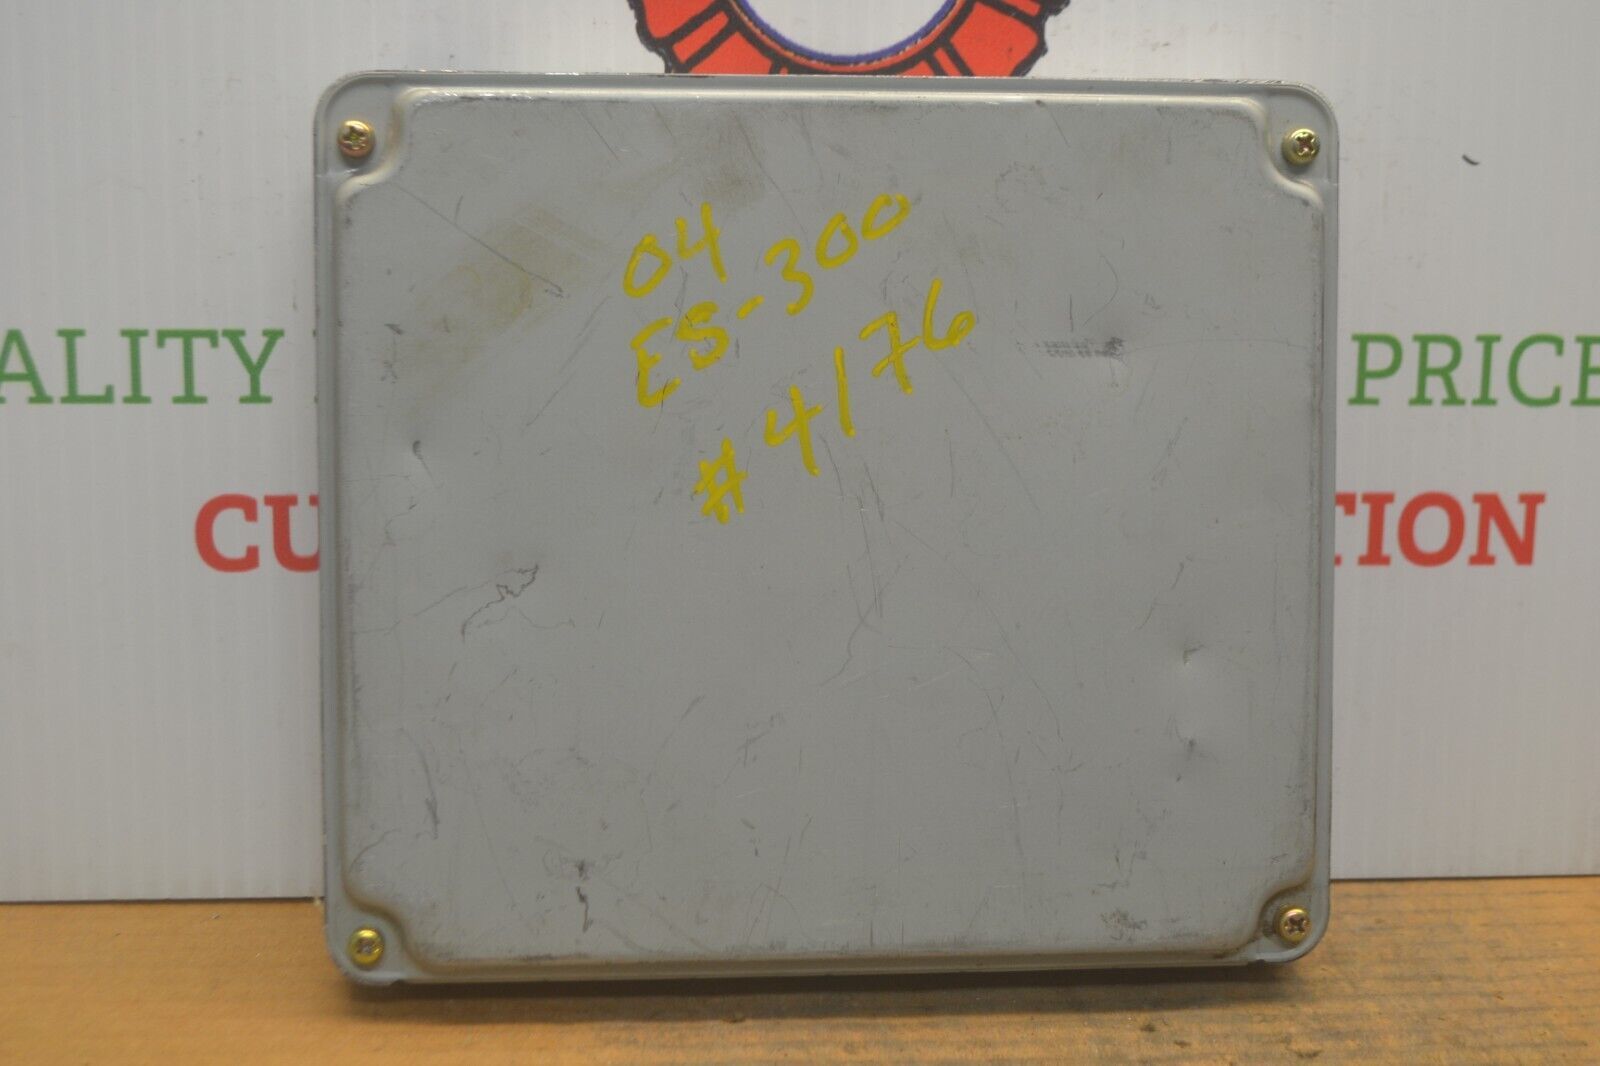 04
ES-300
#4176
ALITY
PRICE
CU
TION